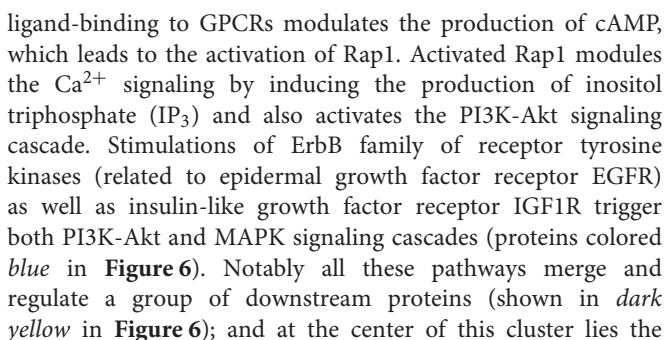 ligand-binding to GPCRs modulates the production of cAMP,
which leads to the activation of Rap1. Activated Rap1 modules
the Ca2+ signaling by inducing the production of inositol
triphosphate (IP3) and also activates the PI3K-Akt signaling
cascade. Stimulations of ErbB family of receptor tyrosine
kinases (related to epidermal growth factor receptor EGFR)
as well as insulin-like growth factor receptor IGF1R trigger
both PI3K-Akt and MAPK signaling cascades (proteins colored
blue in Figure 6). Notably all these pathways merge and
regulate a group of downstream proteins (shown in dark
yellow in Figure 6); and at the center of this cluster lies the